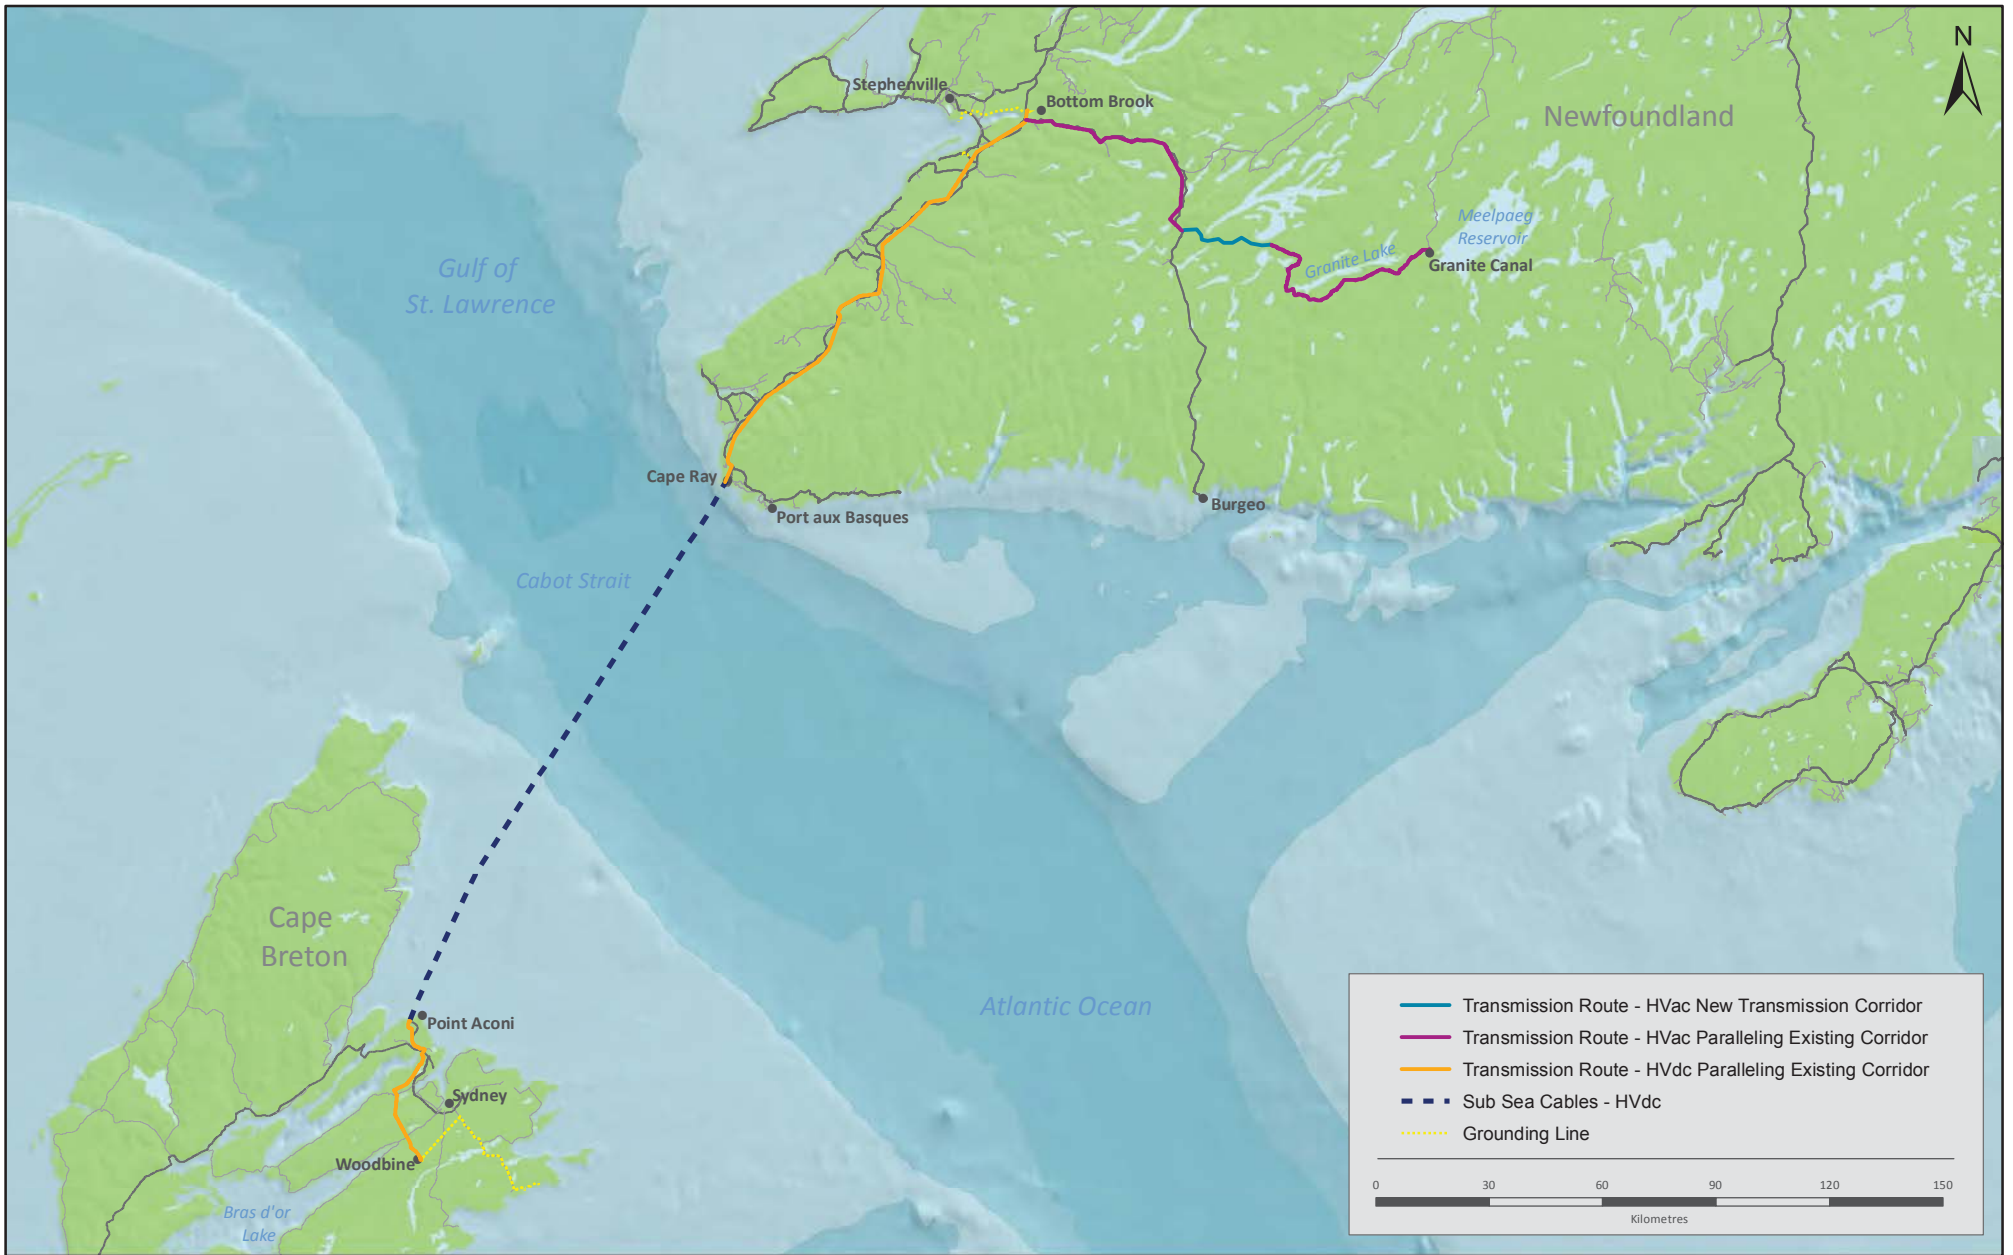 N
Stephenville
Bottom Brook
Newfoundland
Meelpaeg
Reservoir
Granite Lake
Granite Canal
Gulf of
St. Lawrence
Cape Ray
Port aux Basques
Burgeo
Cabot Strait
Cape
Breton
Atlantic Ocean
Point Aconi
Sydney
Woodbine
Bras d'or
Lake
Transmission Route - HVac New Transmission Corridor
Transmission Route - HVac Paralleling Existing Corridor
Transmission Route - HVdc Paralleling Existing Corridor
Sub Sea Cables - HVdc
Grounding Line
0 30 60 90 120 150
Kilometres